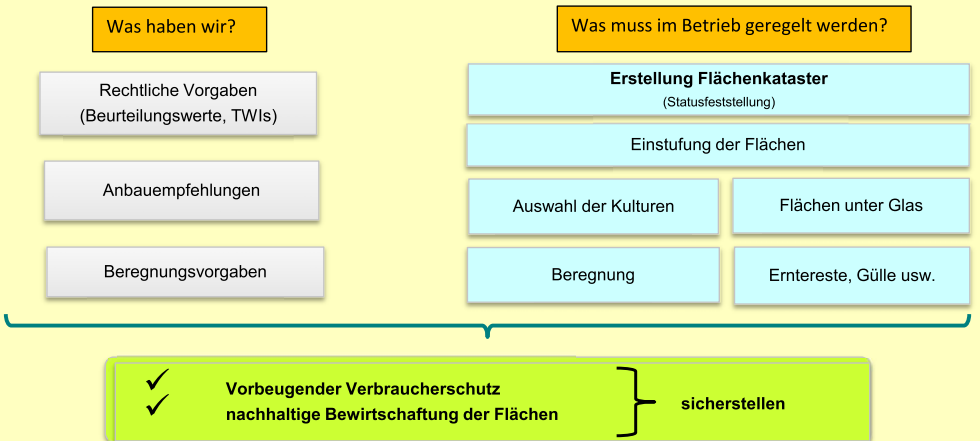 Was haben wir?
Rechtliche Vorgaben
(Beurteilungswerte, TWIs)
Anbauempfehlungen
Beregnungsvorgaben
Was muss im Betrieb geregelt werden?
Erstellung Flächenkataster
(Statusfeststellung)
Einstufung der Flächen
Auswahl der Kulturen
Flächen unter Glas
Beregnung
Erntereste, Gülle usw.
Vorbeugender Verbraucherschutz
nachhaltige Bewirtschaftung der Flächen
sicherstellen